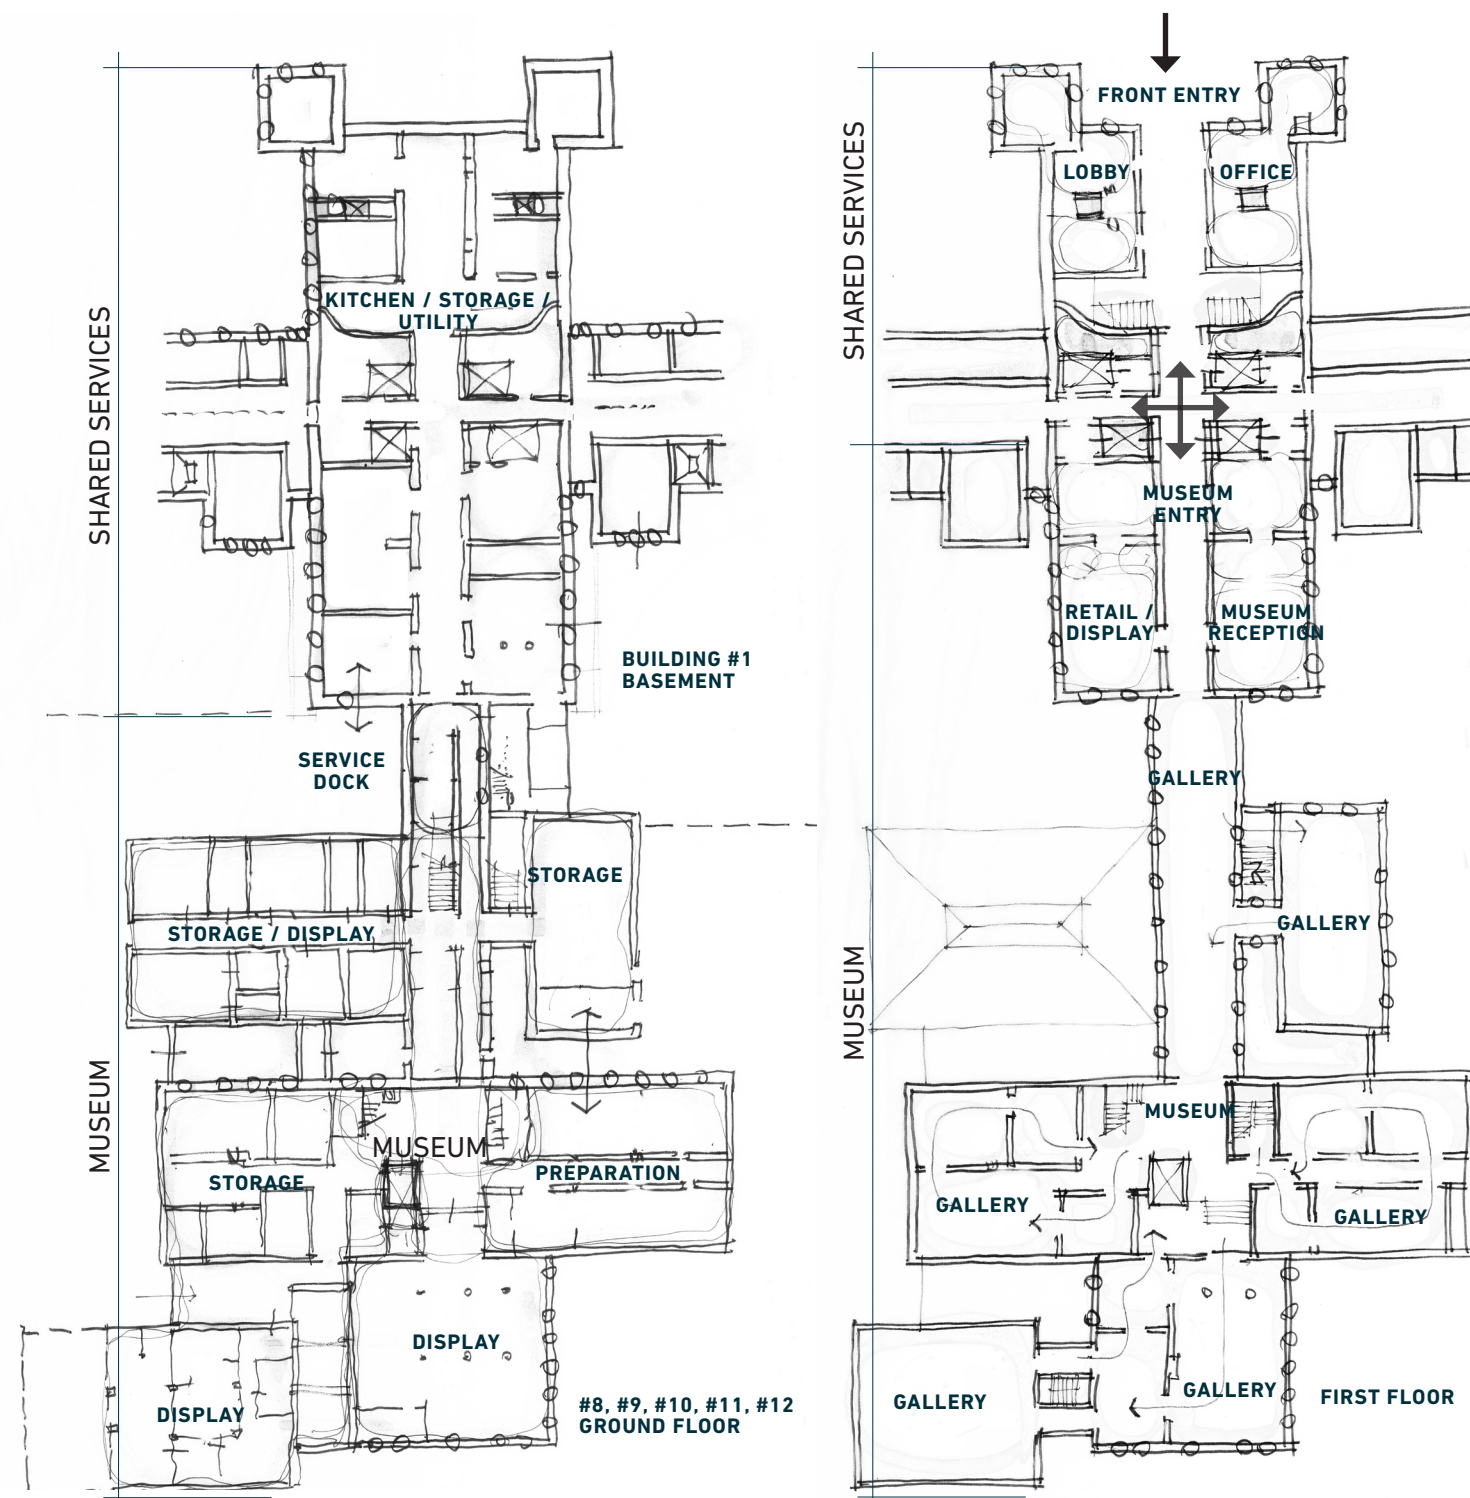 SHARED SERVICES
KITCHEN / STORAGE /
UTILITY
BUILDING #1
BASEMENT
SERVICE
DOCK
STORAGE
STORAGE / DISPLAY
MUSEUM
MUSEUM
STORAGE
PREPARATION
DISPLAY
DISPLAY
#8, #9, #10, #11, #12
GROUND FLOOR
FRONT ENTRY
SHARED SERVICES
LOBBY
OFFICE
MUSEUM
ENTRY
RETAIL /
DISPLAY
MUSEUM
RECEPTION
GALLERY
GALLERY
MUSEUM
MUSEUM
GALLERY
GALLERY
GALLERY
GALLERY
FIRST FLOOR